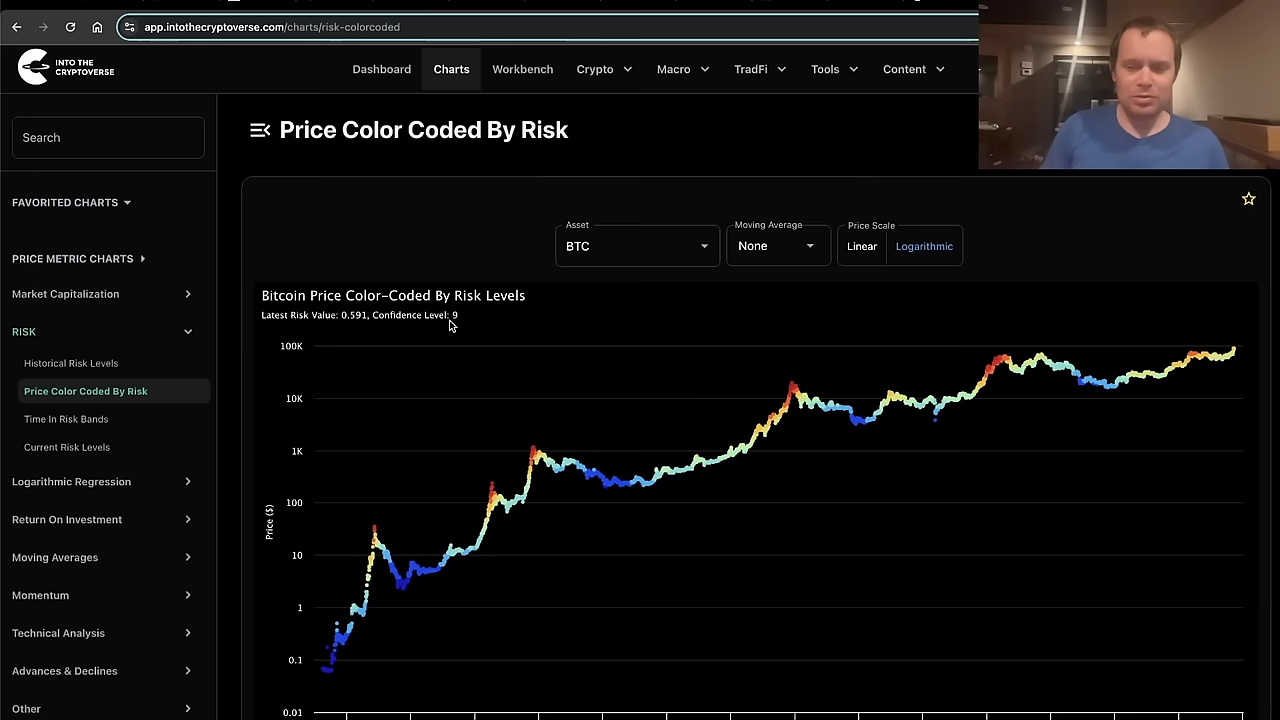 app.intothecryptoverse.com/charts/risk-colorcoded
INTO THE
CRYPTOVERSE
Dashboard
Charts
Workbench
Crypto
Macro
TradFi
Tools
Content
Search
FAVORITED CHARTS
PRICE METRIC CHARTS
Market Capitalization
RISK
Historical Risk Levels
Price Color Coded By Risk
Time In Risk Bands
Current Risk Levels
Logarithmic Regression
Return On Investment
Moving Averages
Momentum
Technical Analysis
Advances & Declines
Other
Price Color Coded By Risk
Asset
BTC
Moving Average
None
Price Scale
Linear
Logarithmic
Bitcoin Price Color-Coded By Risk Levels
Latest Risk Value: 0.591, Confidence Level: 9
Price ($)
100K
10K
1K
100
10
1
0.1
0.01